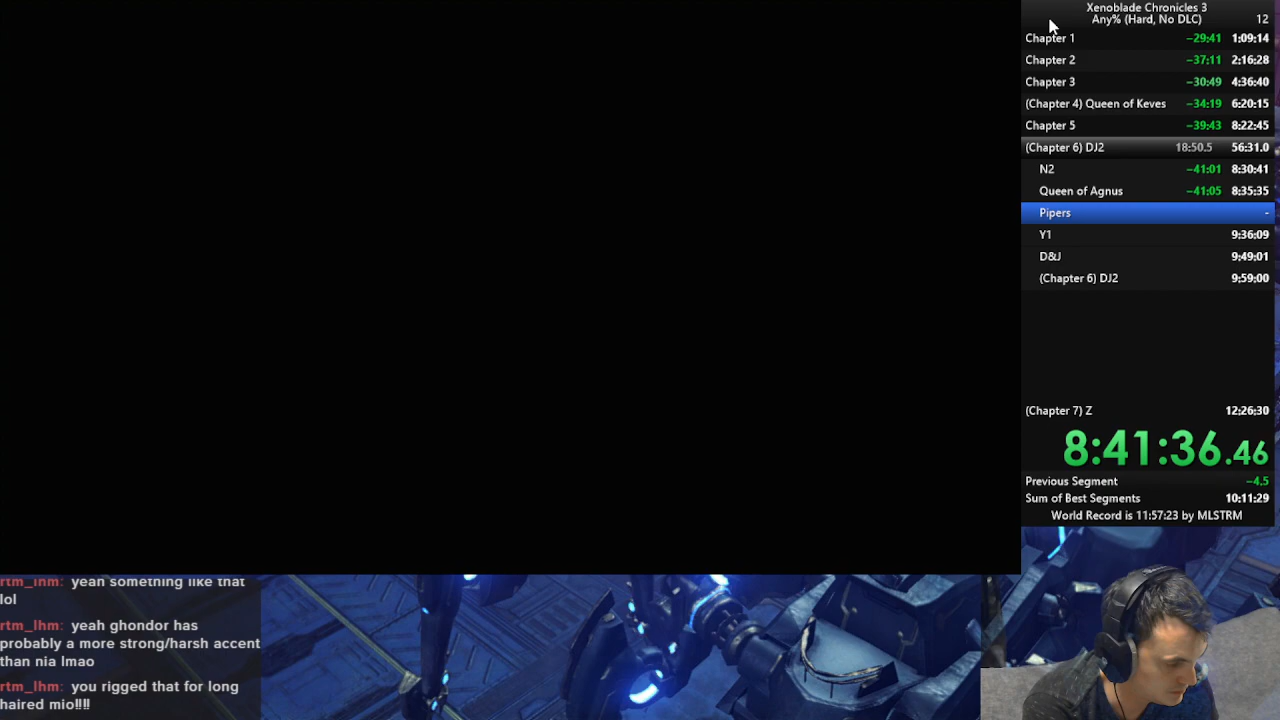 Xenoblade Chronicles 3
Any% (Hard, No DLC) 12
Chapter 1 −29:41 1:09:14
Chapter 2 −37:11 2:16:28
Chapter 3 −30:49 4:36:40
(Chapter 4) Queen of Keves −34:19 6:20:15
Chapter 5 −39:43 8:22:45
(Chapter 6) DJ2 18:50.5 56:31.0
N2 −41:01 8:30:41
Queen of Agnus −41:05 8:35:35
Pipers -
Y1 9:36:09
D&J 9:49:01
(Chapter 6) DJ2 9:59:00
(Chapter 7) Z 12:26:30
8:41:36.46
Previous Segment −4.5
Sum of Best Segments 10:11:29
World Record is 11:57:23 by MLSTRM
rtm_lhm: yeah something like that
lol
rtm_lhm: yeah ghondor has
probably a more strong/harsh accent
than nia lmao
rtm_lhm: you rigged that for long
haired mio!!!!